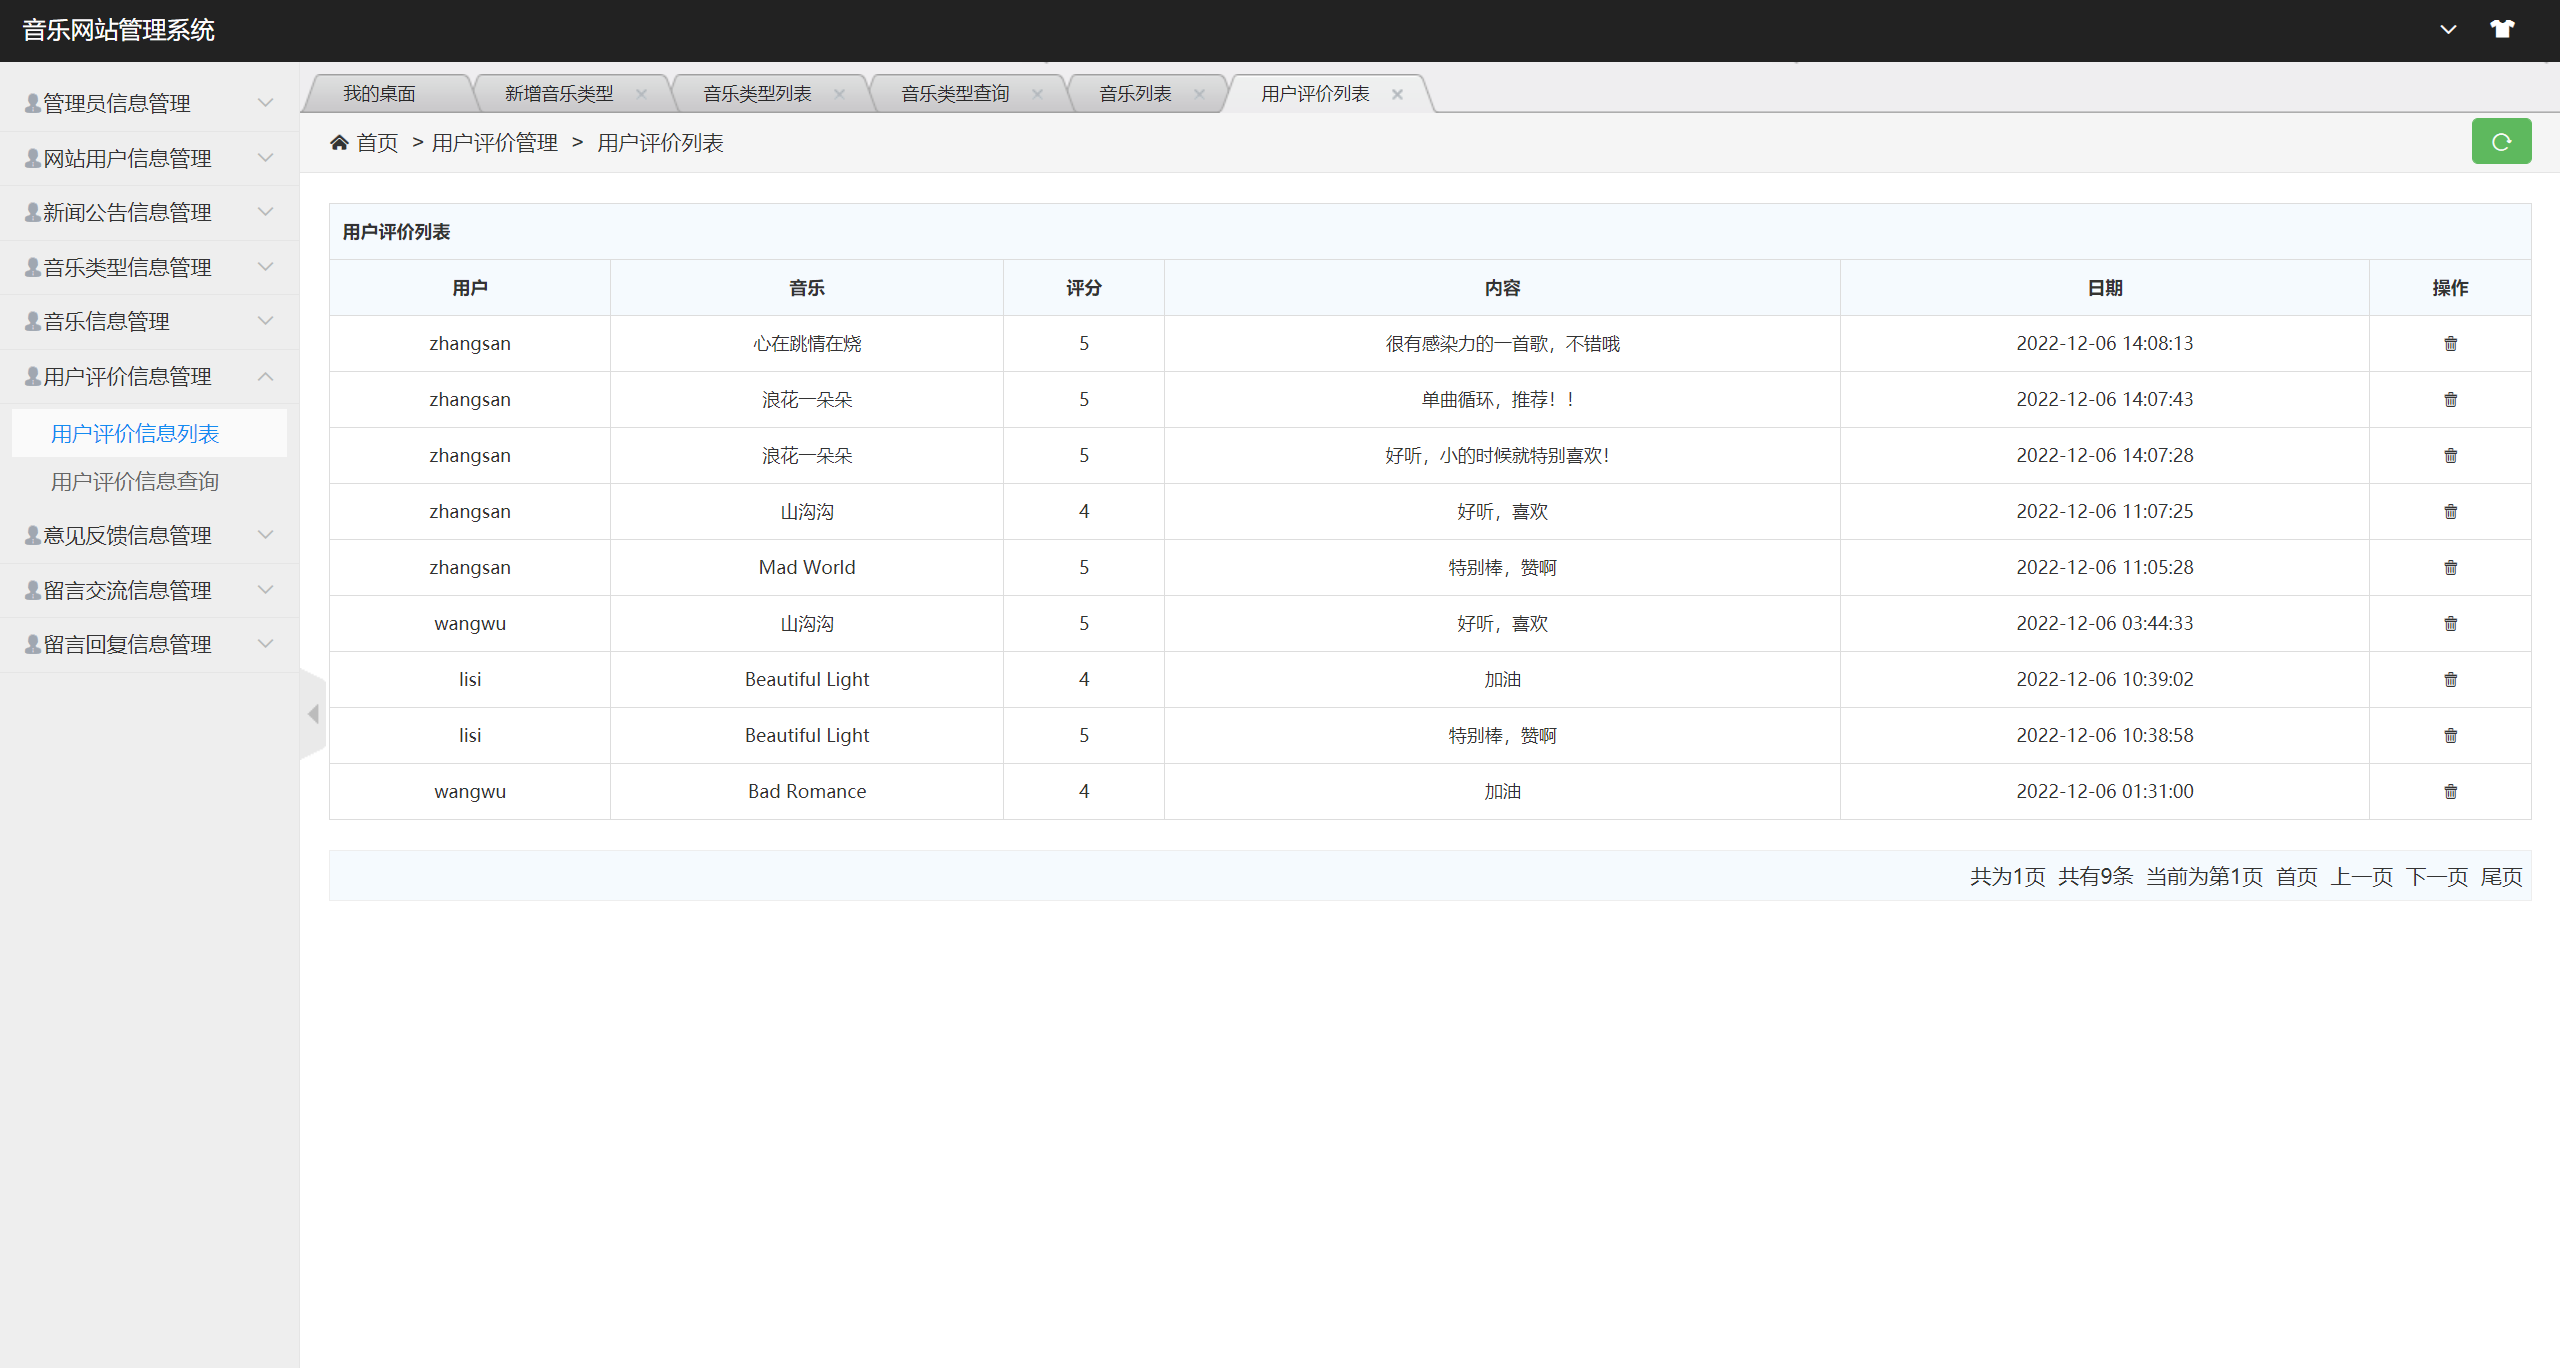 音乐网站管理系统
管理员信息管理
网站用户信息管理
新闻公告信息管理
音乐类型信息管理
音乐信息管理
用户评价信息管理
用户评价信息列表
用户评价信息查询
意见反馈信息管理
留言交流信息管理
留言回复信息管理
我的桌面 新增音乐类型 音乐类型列表 音乐类型查询 音乐列表 用户评价列表
首页 > 用户评价管理 > 用户评价列表
用户评价列表
用户 音乐 评分 内容 日期 操作
zhangsan 心在跳情在烧 5 很有感染力的一首歌，不错哦 2022-12-06 14:08:13
zhangsan 浪花一朵朵 5 单曲循环，推荐！！ 2022-12-06 14:07:43
zhangsan 浪花一朵朵 5 好听，小的时候就特别喜欢！ 2022-12-06 14:07:28
zhangsan 山沟沟 4 好听，喜欢 2022-12-06 11:07:25
zhangsan Mad World 5 特别棒，赞啊 2022-12-06 11:05:28
wangwu 山沟沟 5 好听，喜欢 2022-12-06 03:44:33
lisi Beautiful Light 4 加油 2022-12-06 10:39:02
lisi Beautiful Light 5 特别棒，赞啊 2022-12-06 10:38:58
wangwu Bad Romance 4 加油 2022-12-06 01:31:00
共为1页 共有9条 当前为第1页 首页 上一页 下一页 尾页